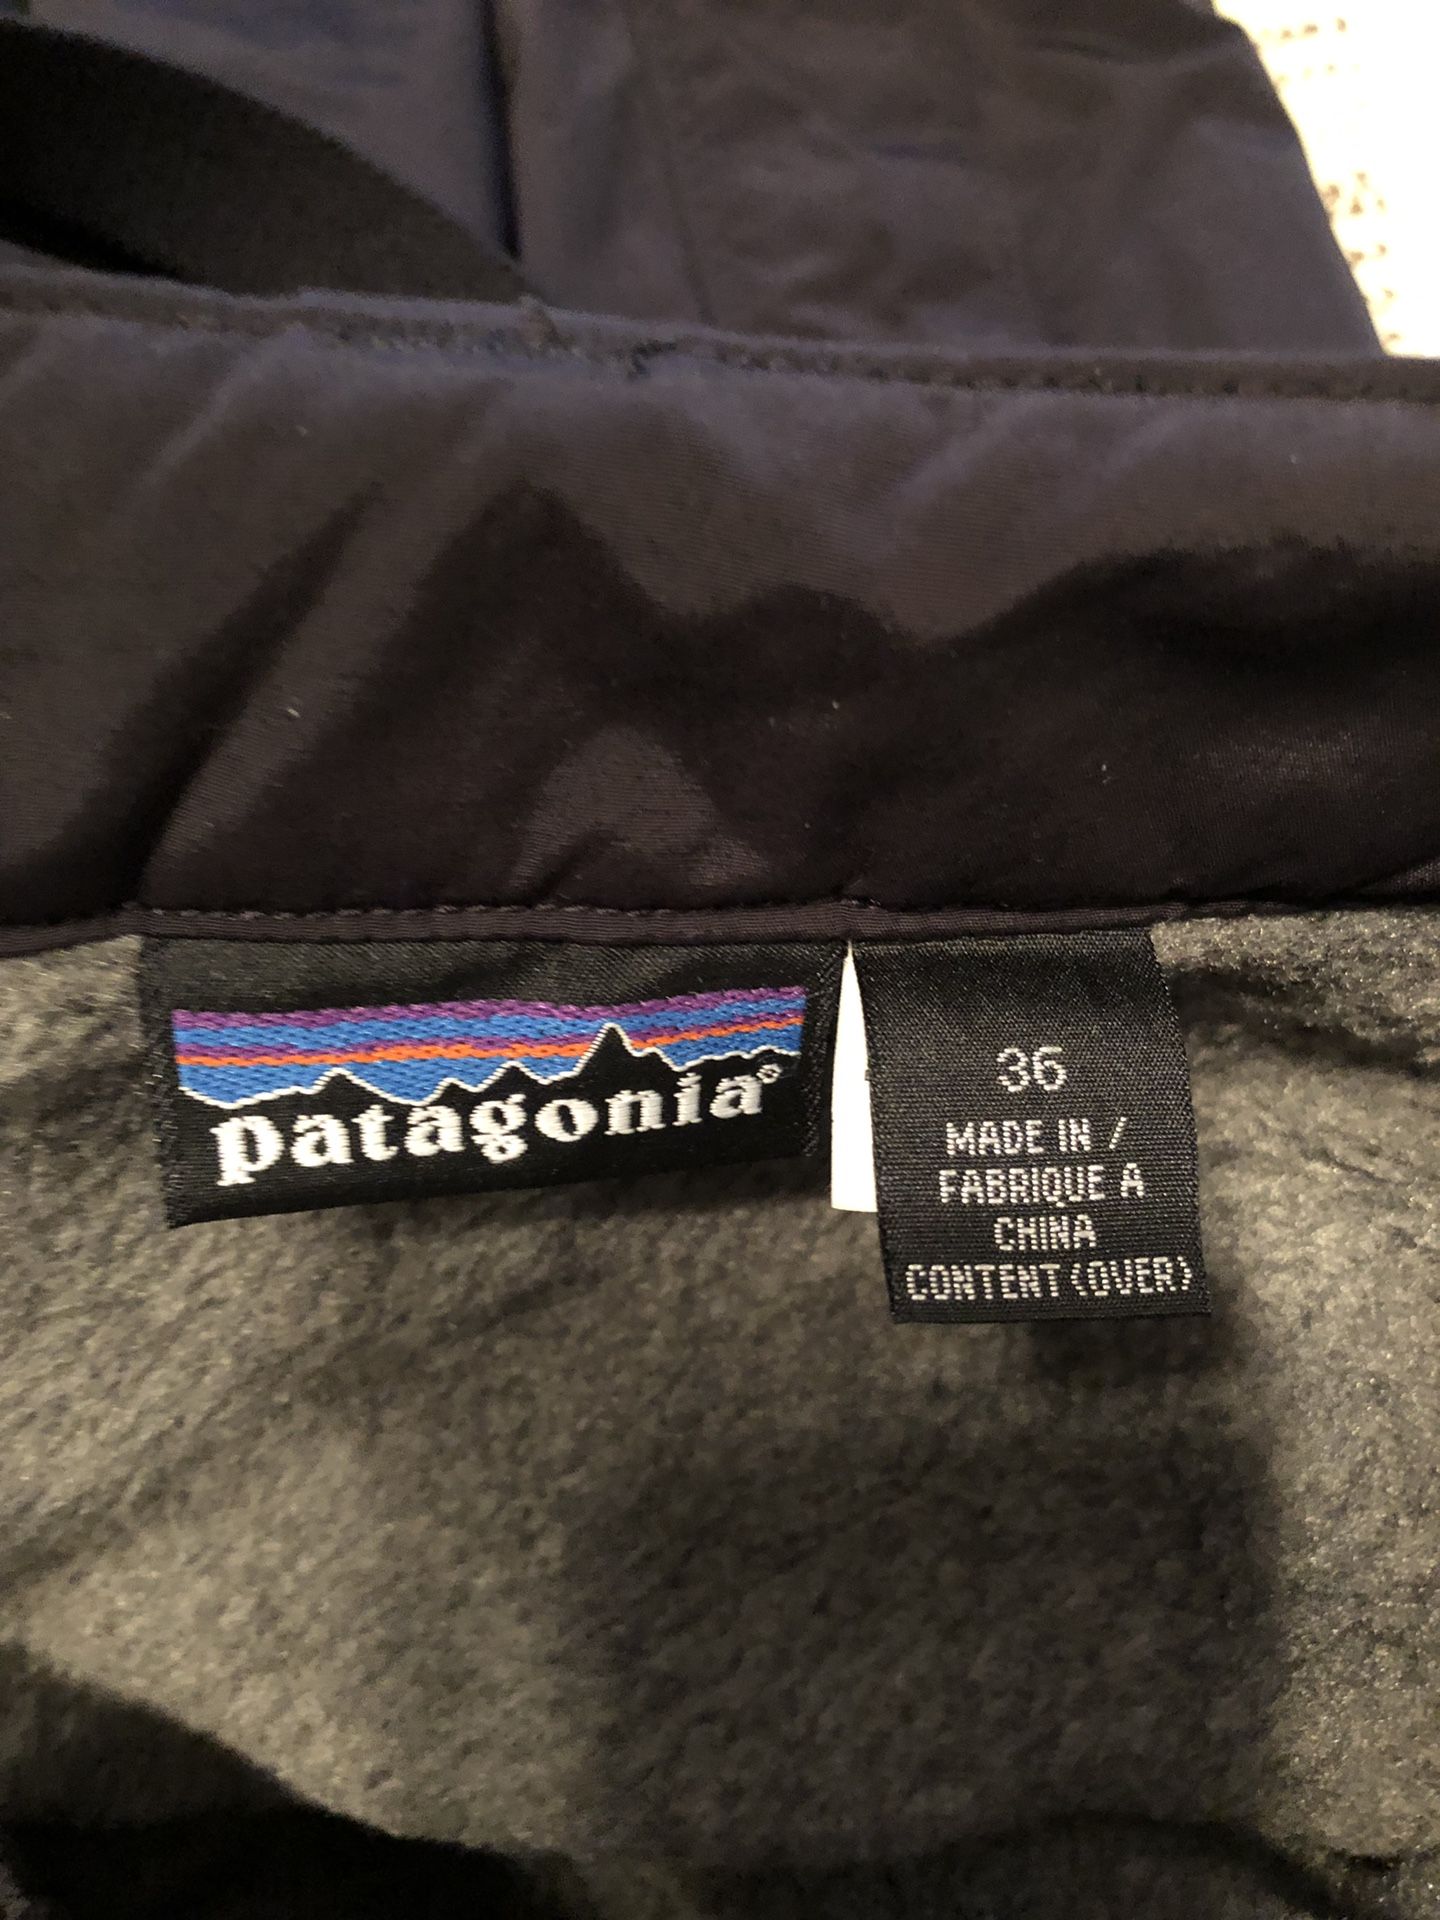 patagonia®
36
MADE IN /
FABRIQUE A
CHINA
CONTENT (OVER)